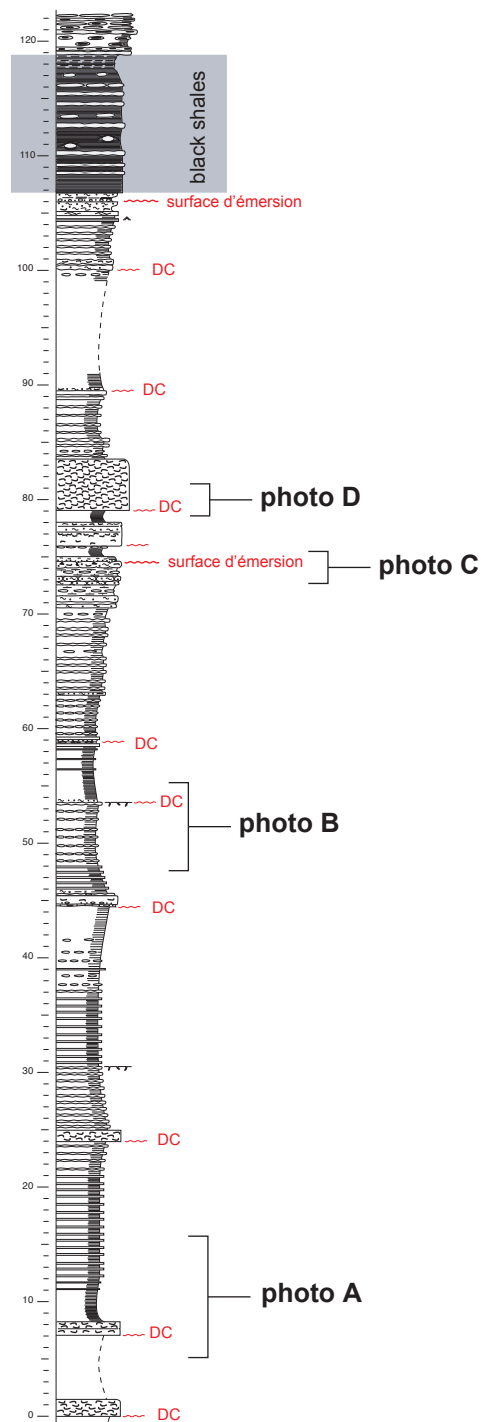 120
black shales
110
surface d'émersion
DC
100
DC
90
DC
photo D
80
surface d'émersion
photo C
70
DC
60
DC
photo B
50
DC
40
30
DC
20
photo A
10
DC
DC
0